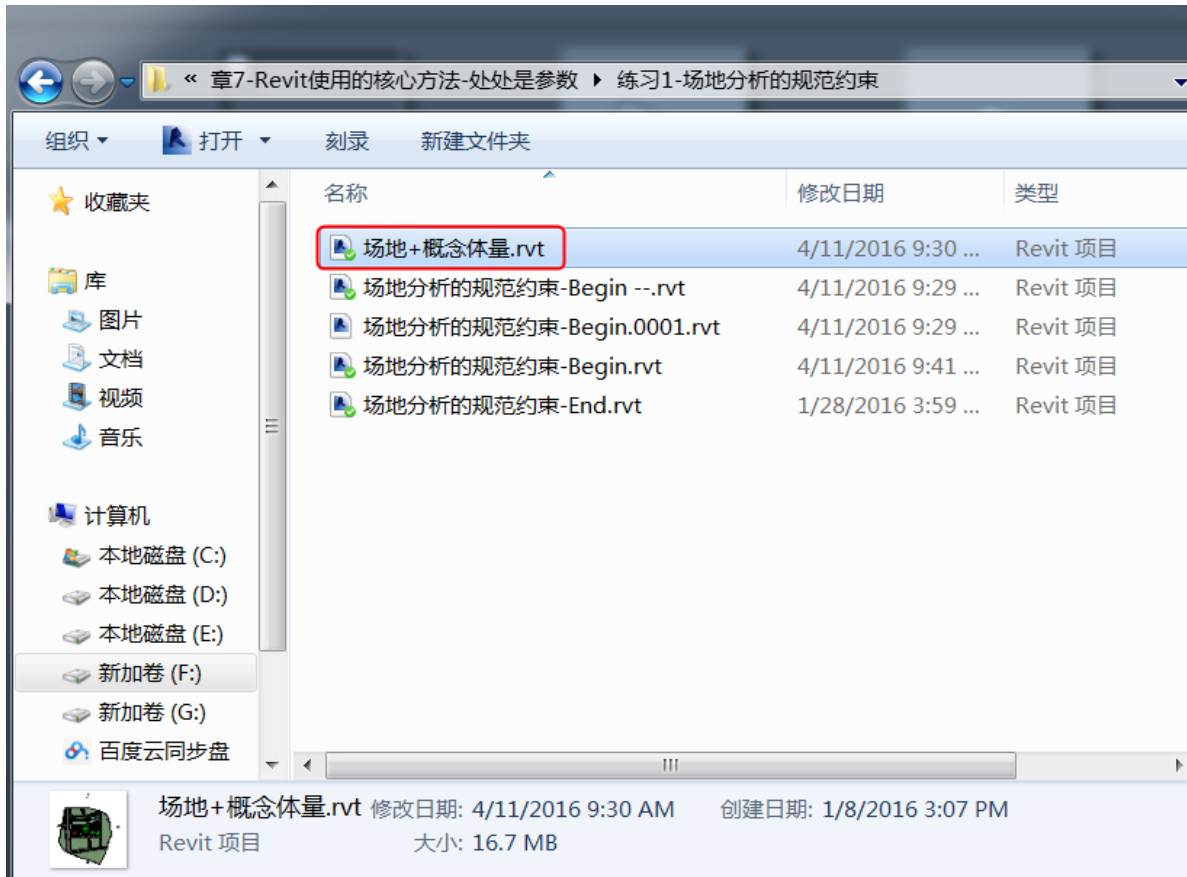 « 章7-Revit使用的核心方法-处处是参数 ▸ 练习1-场地分析的规范约束
组织 打开 刻录 新建文件夹
收藏夹
库
图片
文档
视频
音乐
计算机
本地磁盘 (C:)
本地磁盘 (D:)
本地磁盘 (E:)
新加卷 (F:)
新加卷 (G:)
百度云同步盘
名称 修改日期 类型
场地+概念体量.rvt 4/11/2016 9:30 ... Revit 项目
场地分析的规范约束-Begin --.rvt 4/11/2016 9:29 ... Revit 项目
场地分析的规范约束-Begin.0001.rvt 4/11/2016 9:29 ... Revit 项目
场地分析的规范约束-Begin.rvt 4/11/2016 9:41 ... Revit 项目
场地分析的规范约束-End.rvt 1/28/2016 3:59 ... Revit 项目
场地+概念体量.rvt 修改日期: 4/11/2016 9:30 AM 创建日期: 1/8/2016 3:07 PM
Revit 项目 大小: 16.7 MB